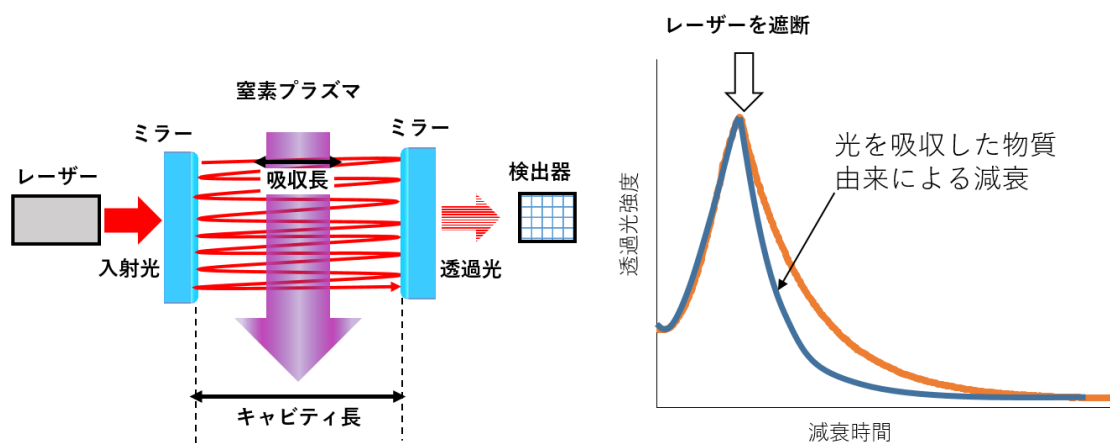 窒素プラズマ
ミラー
ミラー
レーザー
吸収長
検出器
入射光
透過光
キャビティ長
レーザーを遮断
光を吸収した物質
由来による減衰
透過光強度
減衰時間